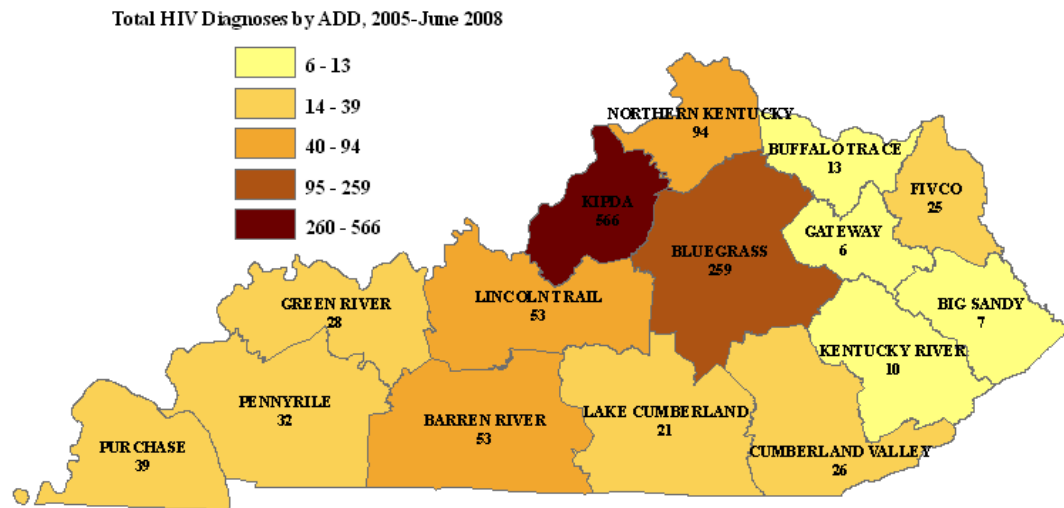 Total HIV Diagnoses by ADD, 2005-June 2008
6 - 13
14 - 39
40 - 94
95 - 259
260 - 566
NORTHERN KENTUCKY
94
BUFFALO TRACE
13
FIVCO
25
KIPDA
566
GATEWAY
6
BLUEGRASS
259
LINCOLN TRAIL
53
GREEN RIVER
28
BIG SANDY
7
KENTUCKY RIVER
10
PENNYRILE
32
BARREN RIVER
53
LAKE CUMBERLAND
21
PURCHASE
39
CUMBERLAND VALLEY
26